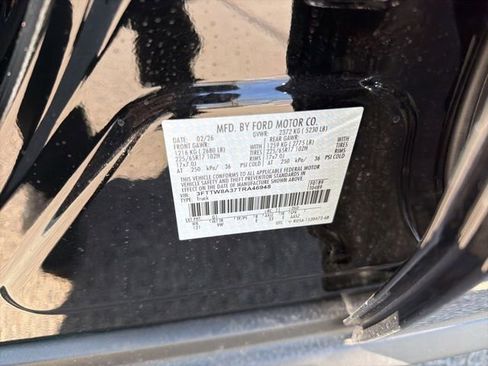 MFD. BY FORD MOTOR CO.
DATE: 02/26 GVWR: 2372 KG ( 5230 LB)
FRONT GAWR: REAR GAWR:
1216 KG ( 2680 LB) 1259 KG ( 2775 LB)
225/65R17 102H TIRES 225/65R17 102H TIRES
17x7.0J RIMS 17x7.0J RIMS
AT 250 kPa/ 36 PSI COLD AT 250 kPa/ 36 PSI COLD
THIS VEHICLE CONFORMS TO ALL APPLICABLE FEDERAL MOTOR
VEHICLE SAFETY AND THEFT PREVENTION STANDARDS IN EFFECT
ON THE DATE OF MANUFACTURE SHOWN ABOVE.
VIN: 3FTTW8A37TRA46948
TYPE: Truck